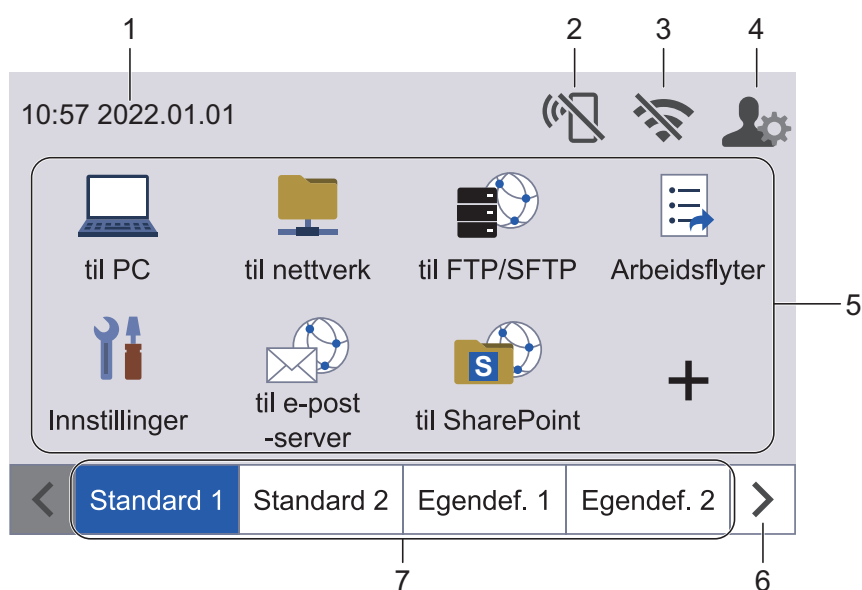 1 2 3 4
10:57 2022.01.01
til PC til nettverk til FTP/SFTP Arbeidsflyter
5
S
Innstillinger til e-post
-server til SharePoint
Standard 1 Standard 2 Egendef. 1 Egendef. 2
7 6